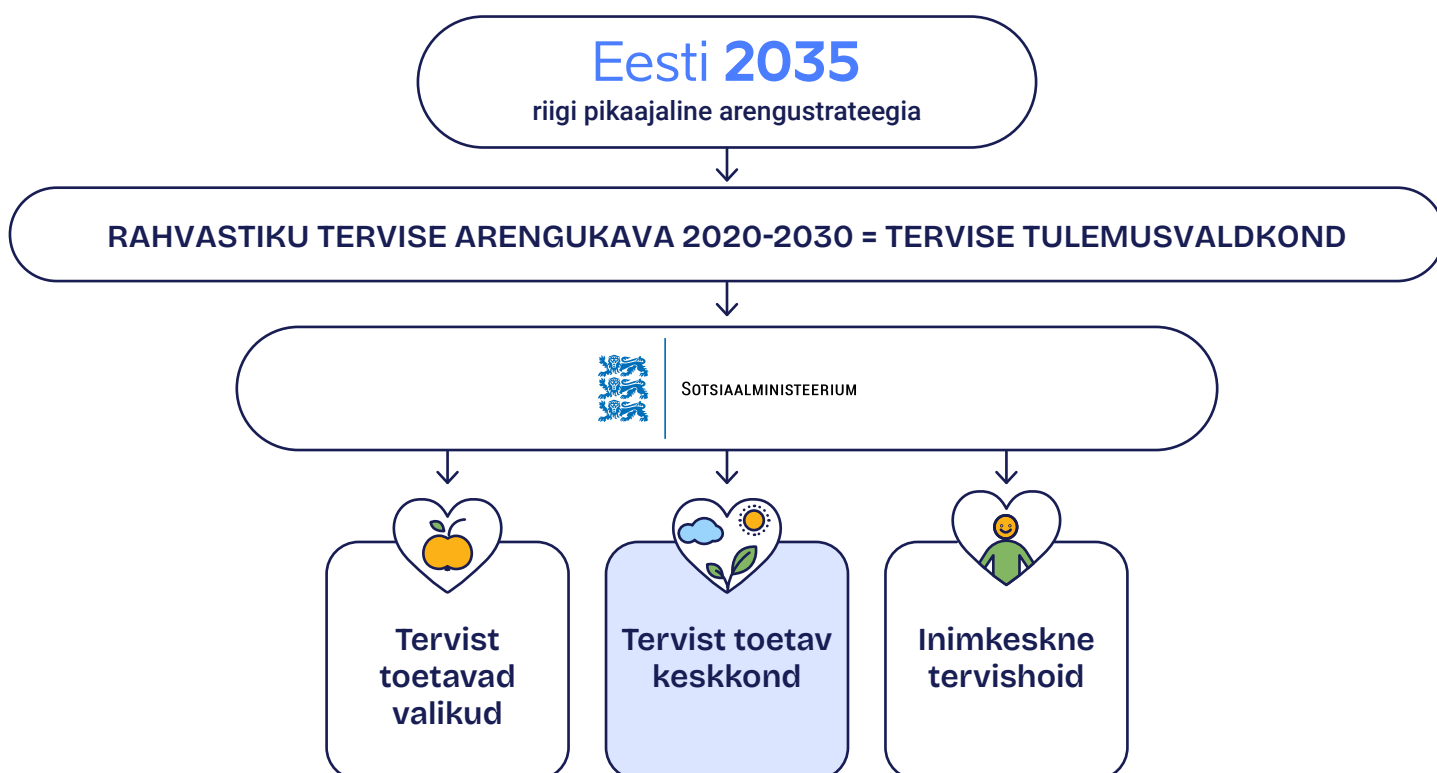 Eesti 2035
riigi pikaajaline arengustrateegia
RAHVASTIKU TERVISE ARENGUKAVA 2020-2030 = TERVISE TULEMUSVALDKOND
SOTSIAALMINISTEERIUM
Tervist
toetavad
valikud
Tervist toetav
keskkond
Inimkeskne
tervishoid